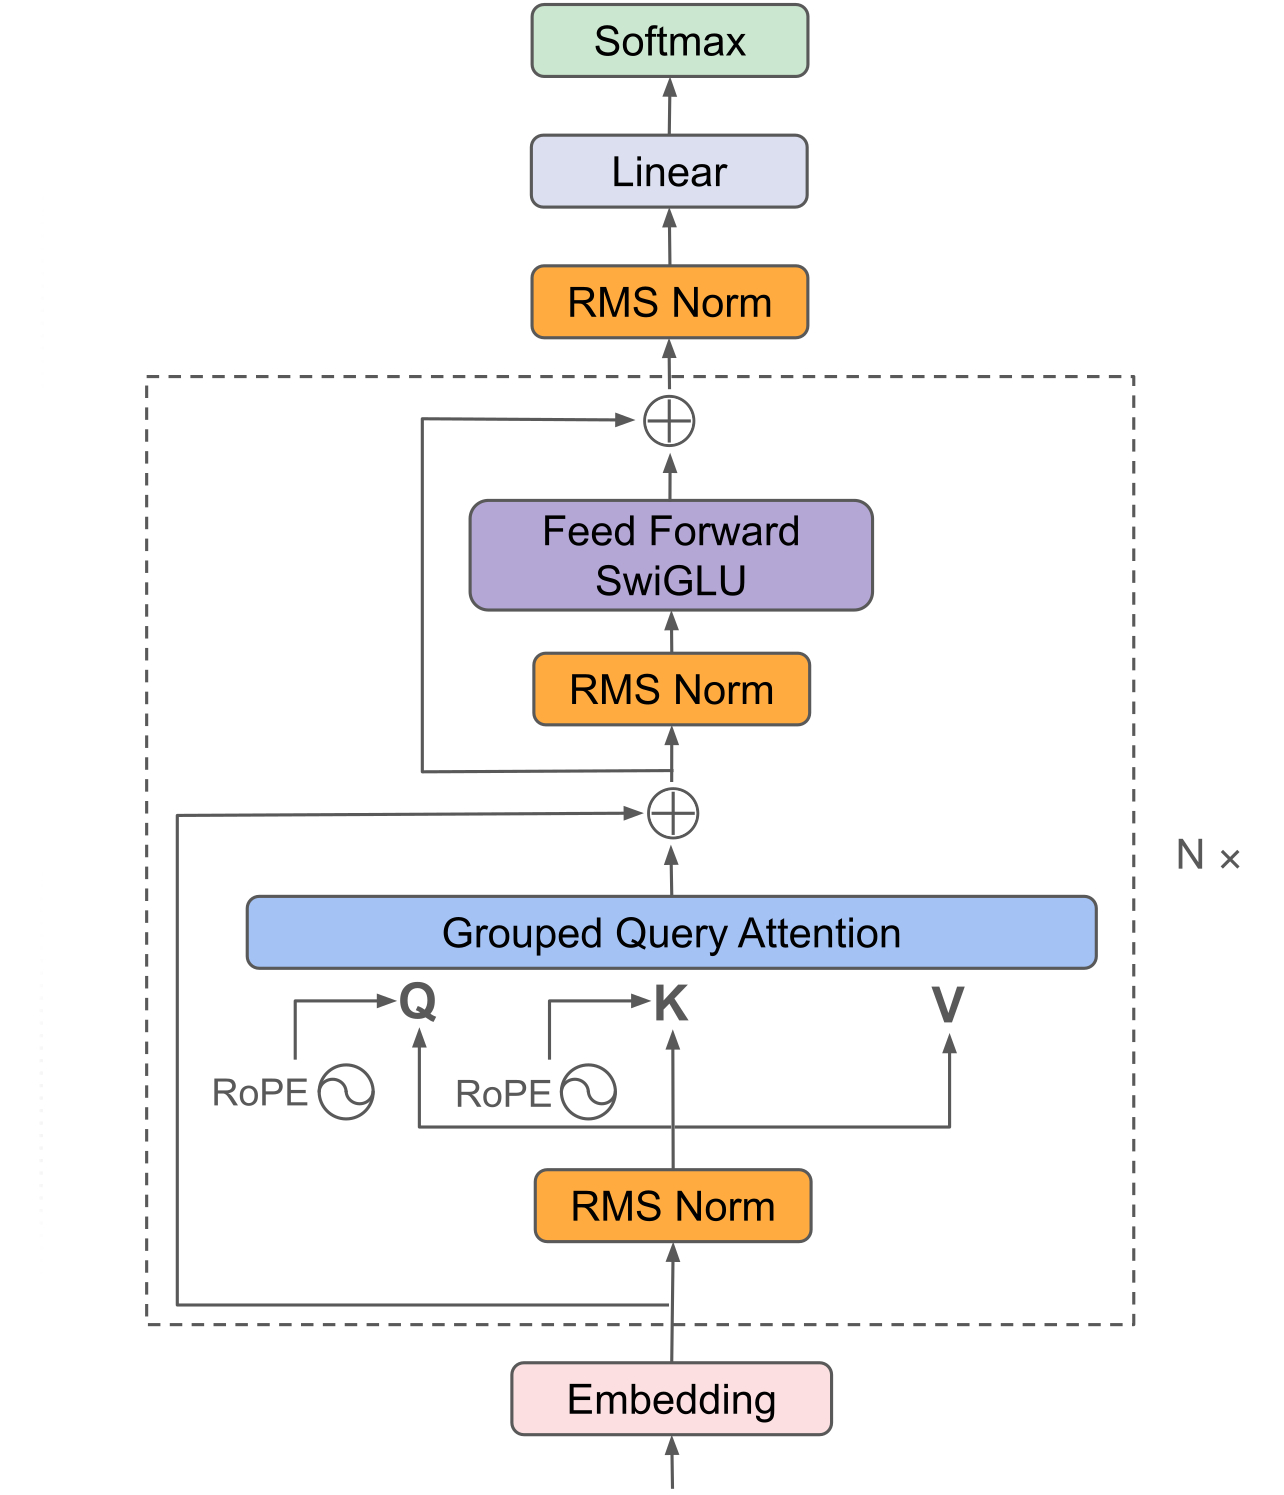 Softmax
Linear
RMS Norm
Feed Forward
SwiGLU
RMS Norm
N ×
Grouped Query Attention
Q K V
RoPE RoPE
RMS Norm
Embedding